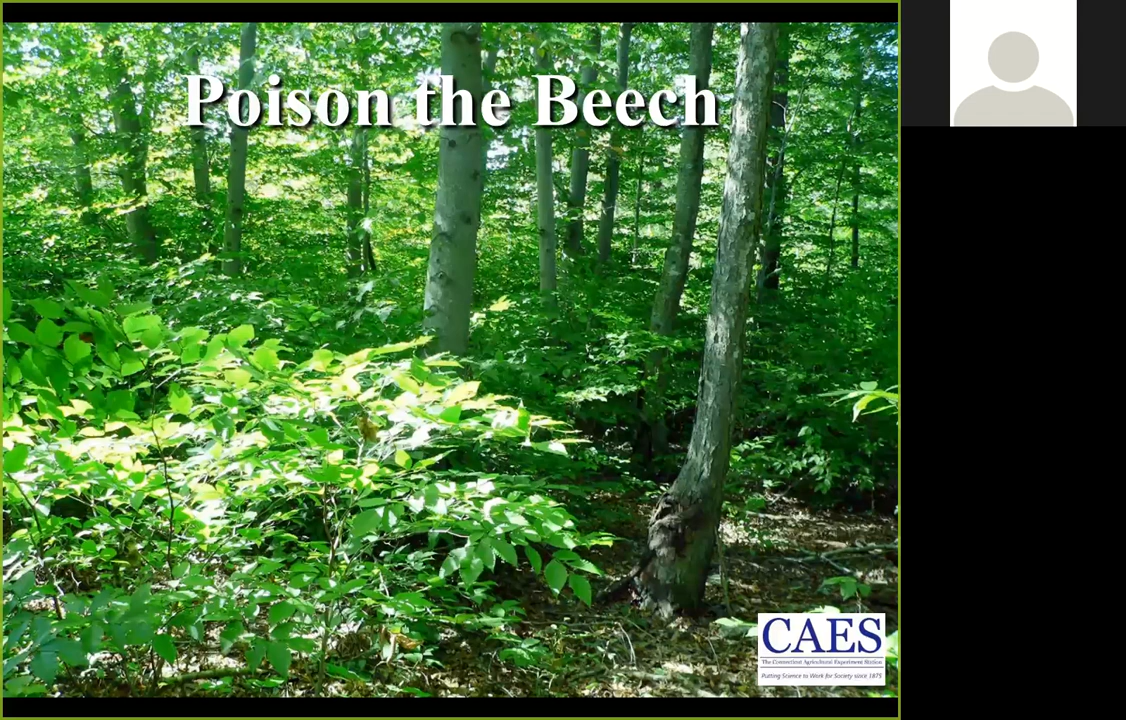 Poison the Beech
CAES
The Connecticut Agricultural Experiment Station
Putting Science to Work for Society since 1875